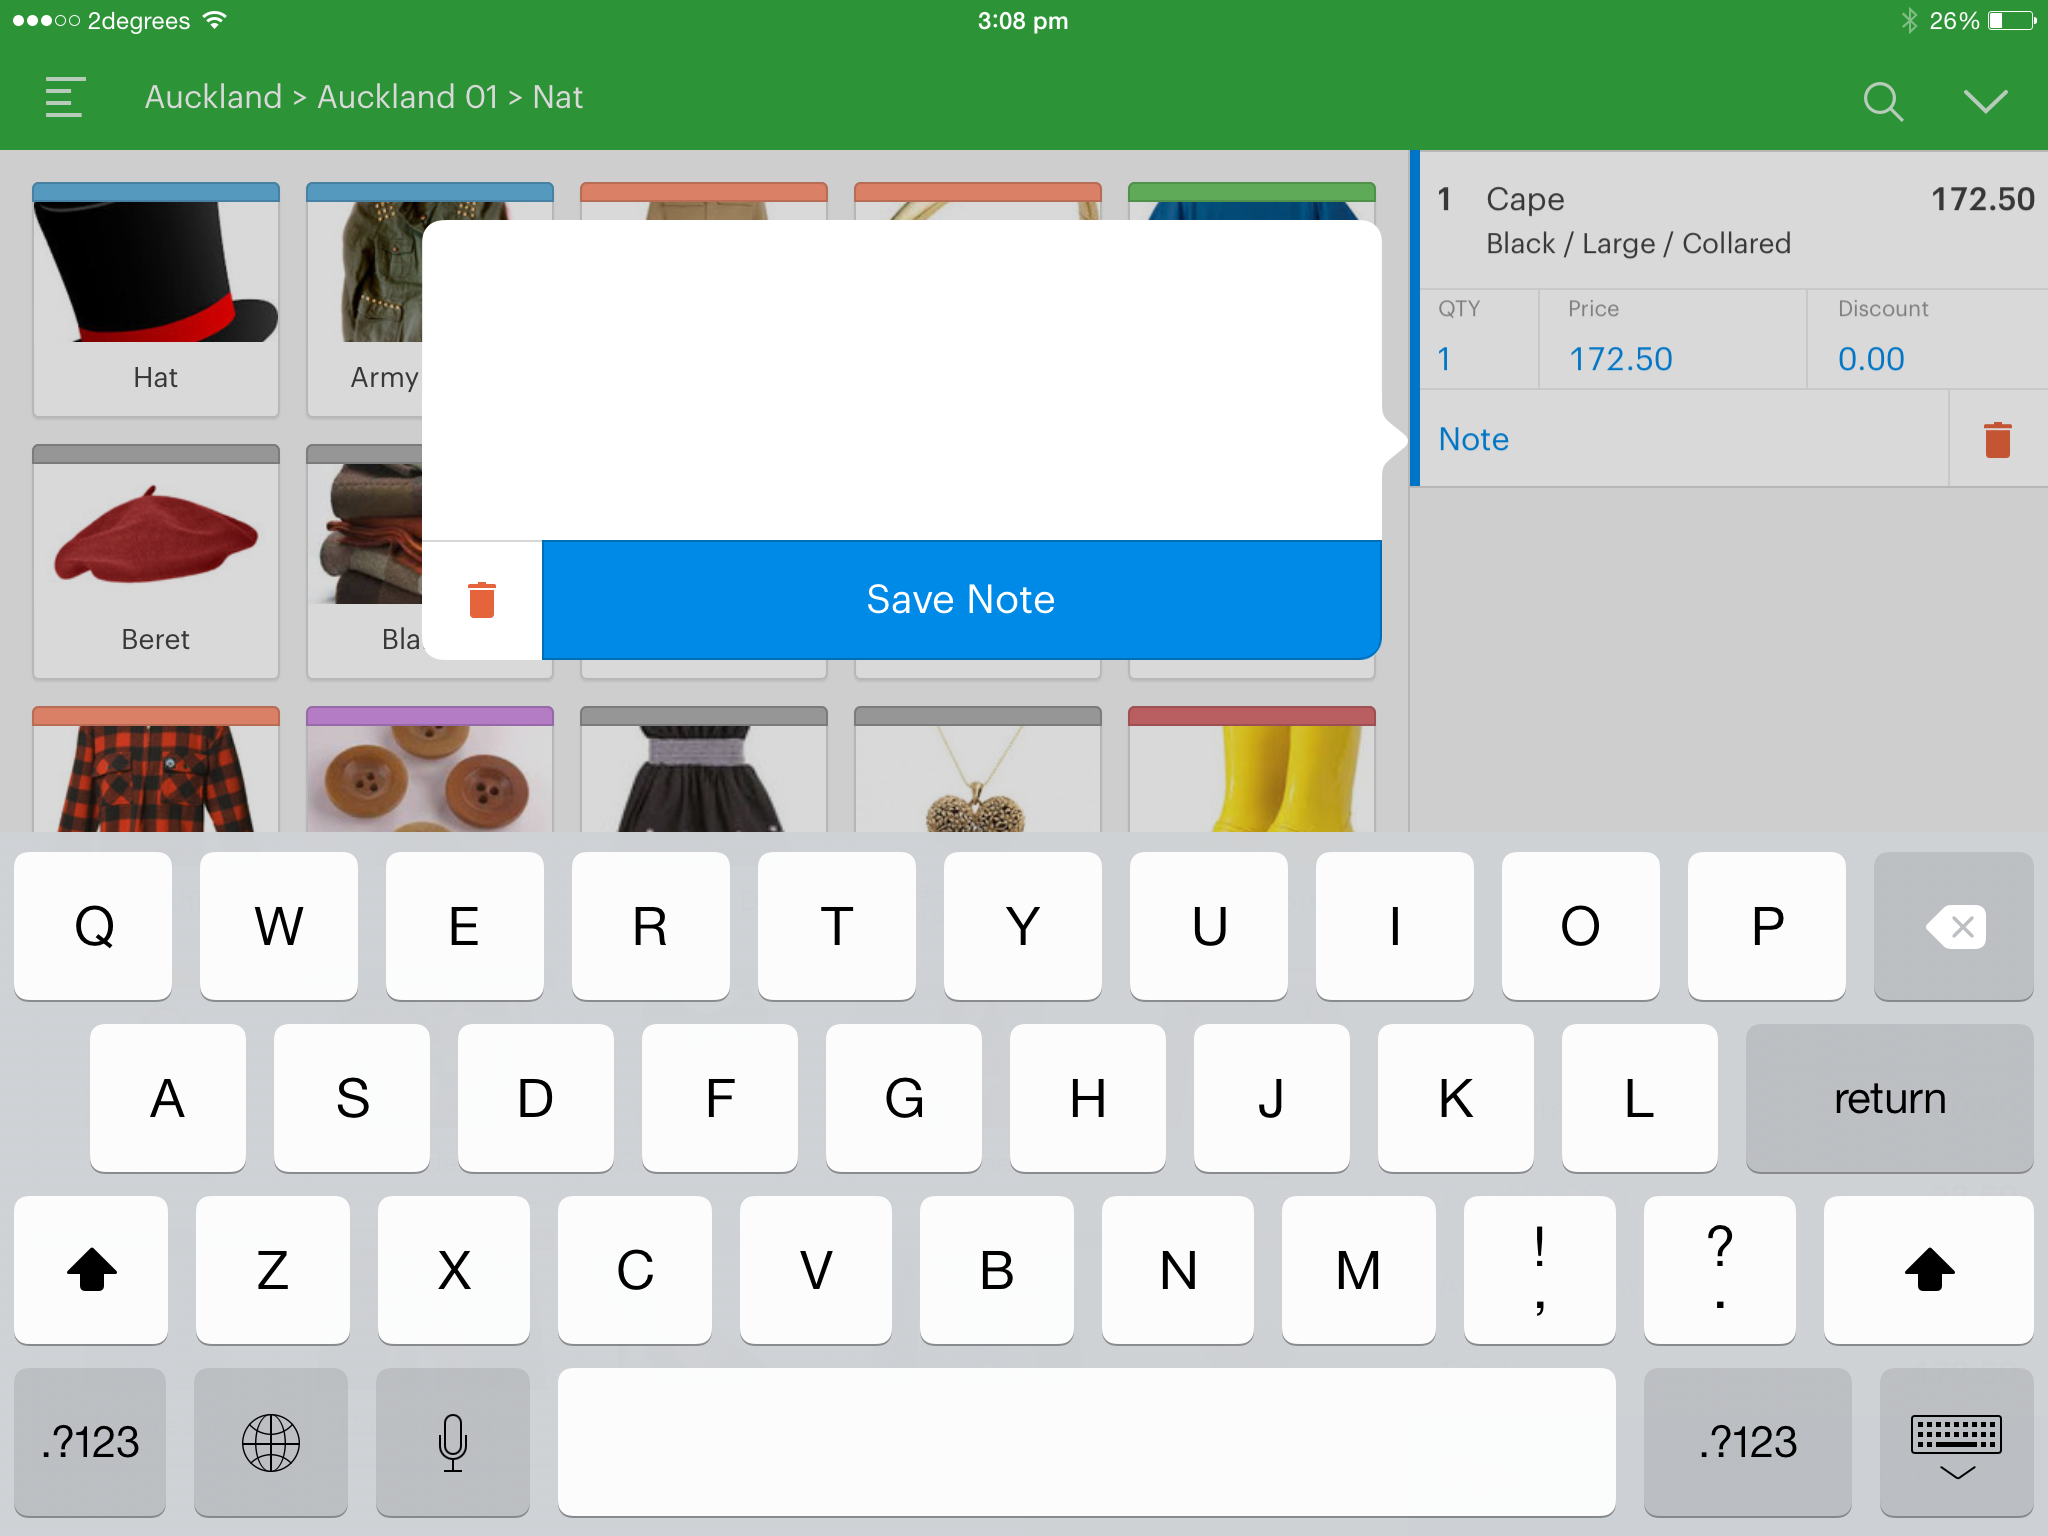 2degrees
3:08 pm
26%
Auckland > Auckland 01 > Nat
1 Cape 172.50
Black / Large / Collared
QTY Price Discount
1 172.50 0.00
Note
Hat
Army
Save Note
Beret
Bla
Q W E R T Y U I O P
A S D F G H J K L return
Z X C V B N M ! , ? .
.?123 .?123